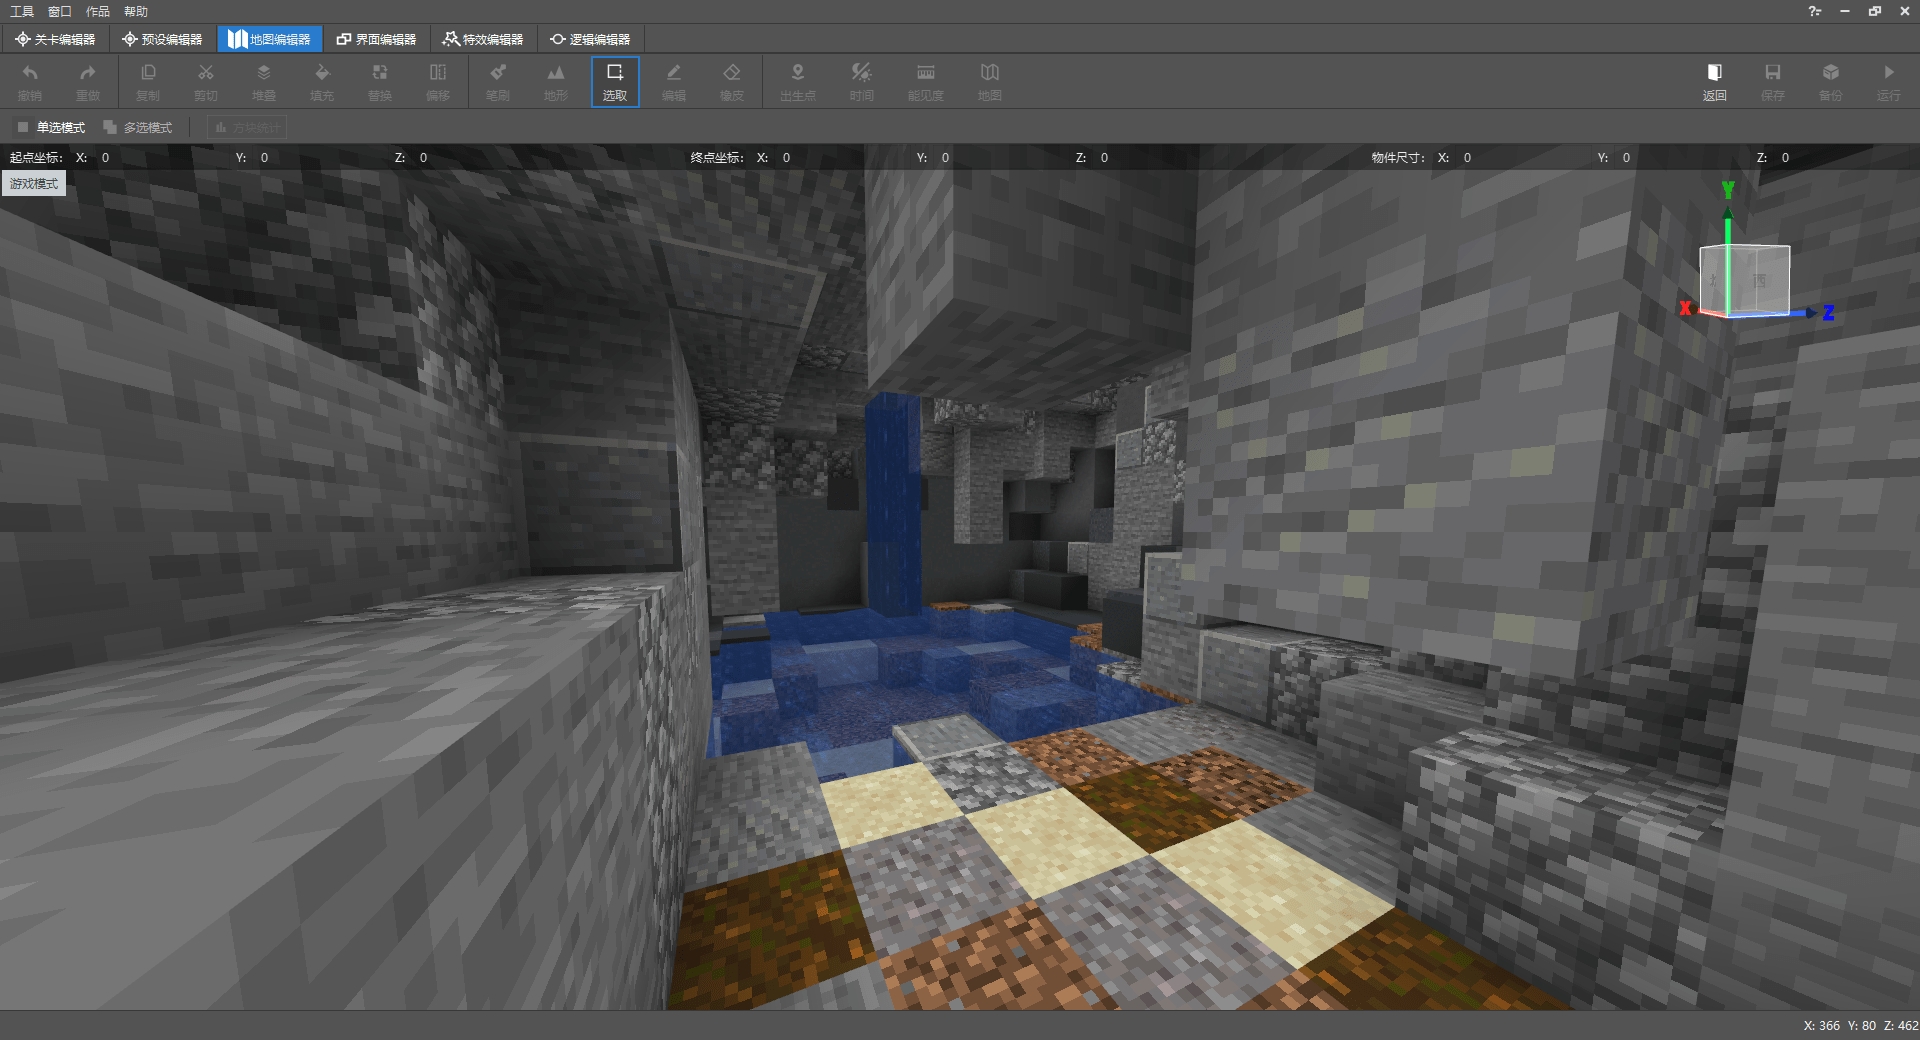 工具 窗口 作品 帮助
关卡编辑器 预设编辑器 地图编辑器 界面编辑器 特效编辑器 逻辑编辑器
撤销 重做 复制 剪切 堆叠 填充 替换 偏移 笔刷 地形 选取 编辑 橡皮 出生点 时间 能见度 地图 返回 保存 备份 运行
单选模式 多选模式 方块统计
起点坐标: X: 0 Y: 0 Z: 0 终点坐标: X: 0 Y: 0 Z: 0 物件尺寸: X: 0 Y: 0 Z: 0
游戏模式
Y
西
X Z
X: 366 Y: 80 Z: 462